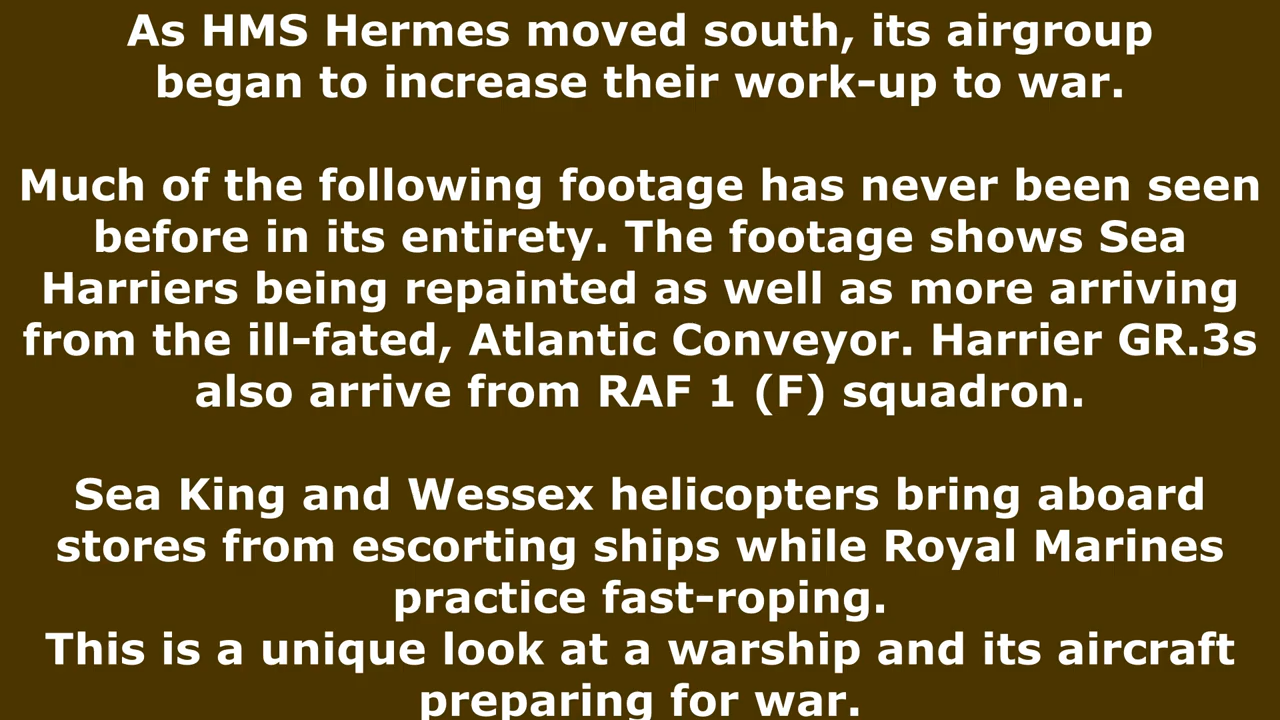 As HMS Hermes moved south, its airgroup
began to increase their work-up to war.
Much of the following footage has never been seen
before in its entirety. The footage shows Sea
Harriers being repainted as well as more arriving
from the ill-fated, Atlantic Conveyor. Harrier GR.3s
also arrive from RAF 1 (F) squadron.
Sea King and Wessex helicopters bring aboard
stores from escorting ships while Royal Marines
practice fast-roping.
This is a unique look at a warship and its aircraft
preparing for war.